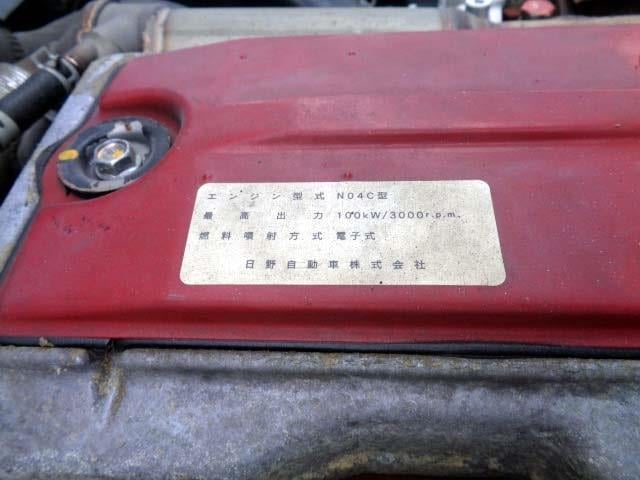 エンジン型式 N04C型
最高出力 100kW/3000r.p.m.
燃料噴射方式 電子式
日野自動車株式会社